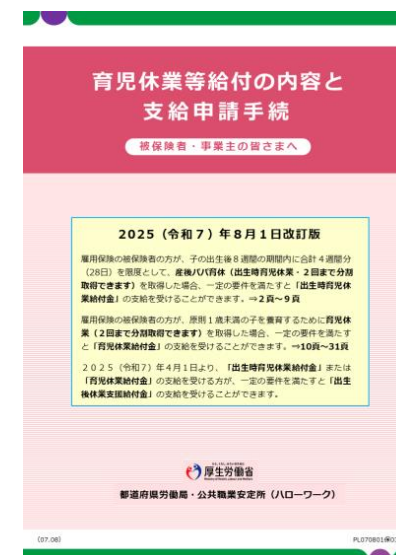 育児休業等給付の内容と
支給申請手続
被保険者・事業主の皆さまへ
2025（令和７）年８月１日改訂版
雇用保険の被保険者の方が、子の出生後８週間の期間内に合計４週間分
（28日）を限度として、産後パパ育休（出生時育児休業・２回まで分割
取得できます）を取得した場合、一定の要件を満たすと「出生時育児休
業給付金」の支給を受けることができます。⇒２頁～９頁
雇用保険の被保険者の方が、原則１歳未満の子を養育するために育児休
業（２回まで分割取得できます）を取得した場合、一定の要件を満たす
と「育児休業給付金」の支給を受けることができます。⇒10頁～31頁
２０２５（令和7）年４月１日より、「出生時育児休業給付金」または
「育児休業給付金」の支給を受ける方が、一定の要件を満たすと「出生
後休業支援給付金」の支給を受けることができます。
厚生労働省
都道府県労働局・公共職業安定所（ハローワーク）
(07.08)
PL070801